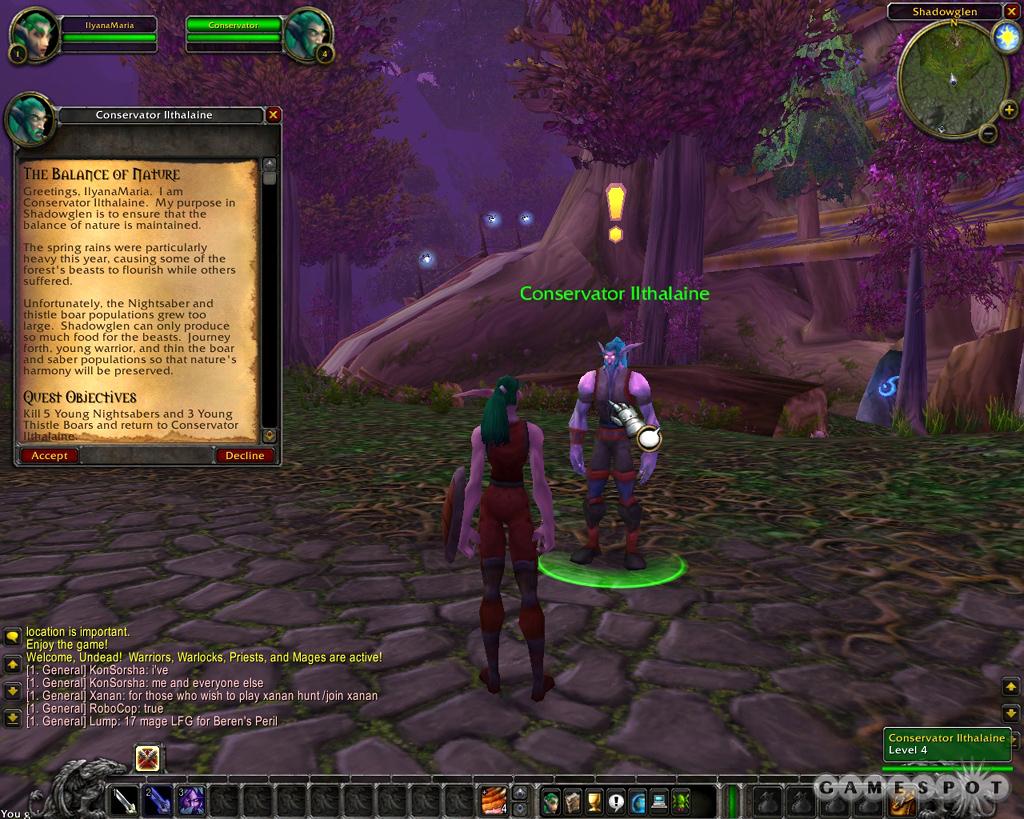 IlyanaMaria
1
Conservator
4
Shadowglen
N
Conservator Ilthalaine
The Balance of Nature
Greetings, IlyanaMaria. I am
Conservator Ilthalaine. My purpose in
Shadowglen is to ensure that the
balance of nature is maintained.
The spring rains were particularly
heavy this year, causing some of the
forest's beasts to flourish while others
suffered.
Unfortunately, the Nightsaber and
thistle boar populations grew too
large. Shadowglen can only produce
so much food for the beasts. Journey
forth, young warrior, and thin the boar
and saber populations so that nature's
harmony will be preserved.
Quest Objectives
Kill 5 Young Nightsabers and 3 Young
Thistle Boars and return to Conservator
Ilthalaine.
Accept
Decline
Conservator Ilthalaine
location is important.
Enjoy the game!
Welcome, Undead! Warriors, Warlocks, Priests, and Mages are active!
[1. General] KonSorsha: i've
[1. General] KonSorsha: me and everyone else
[1. General] Xanan: for those who wish to play xanan hunt /join xanan
[1. General] RoboCop: true
[1. General] Lump: 17 mage LFG for Beren's Peril
Conservator Ilthalaine
Level 4
1
2
3
4
GAMESPOT
You g